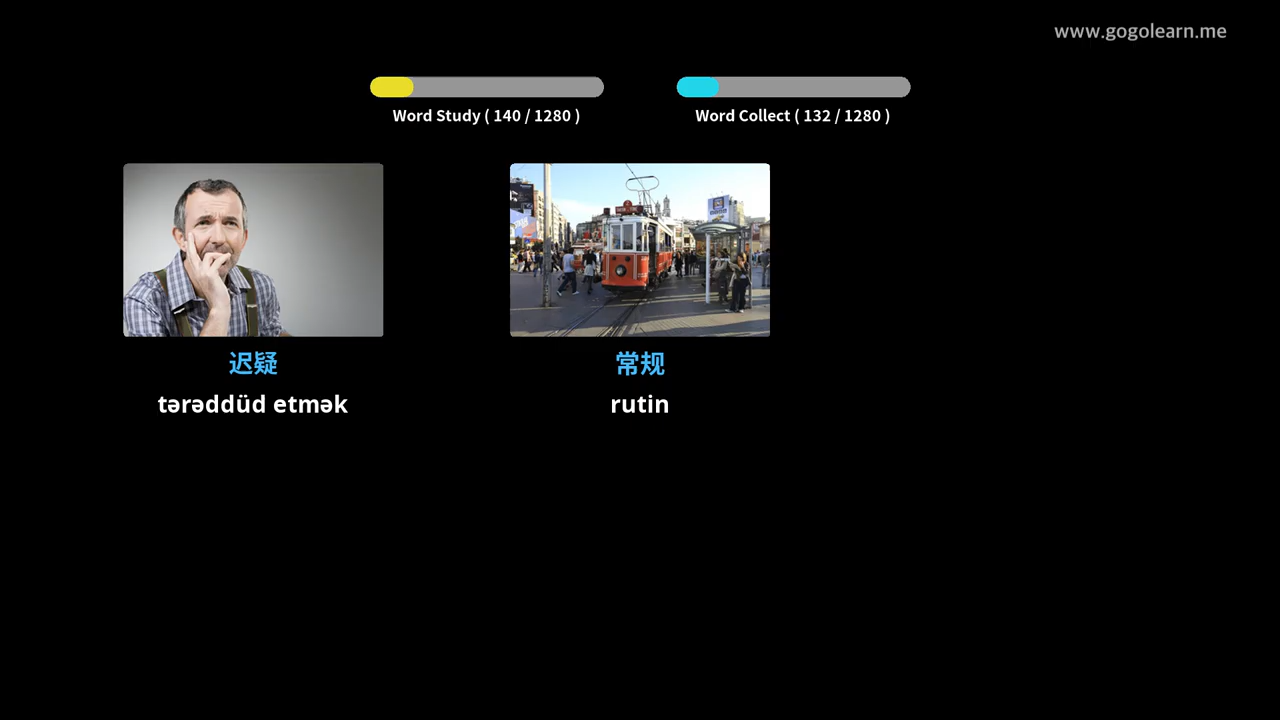 www.gogolearn.me
Word Study ( 140 / 1280 )
Word Collect ( 132 / 1280 )
迟疑
常规
tərəddüd etmək
rutin